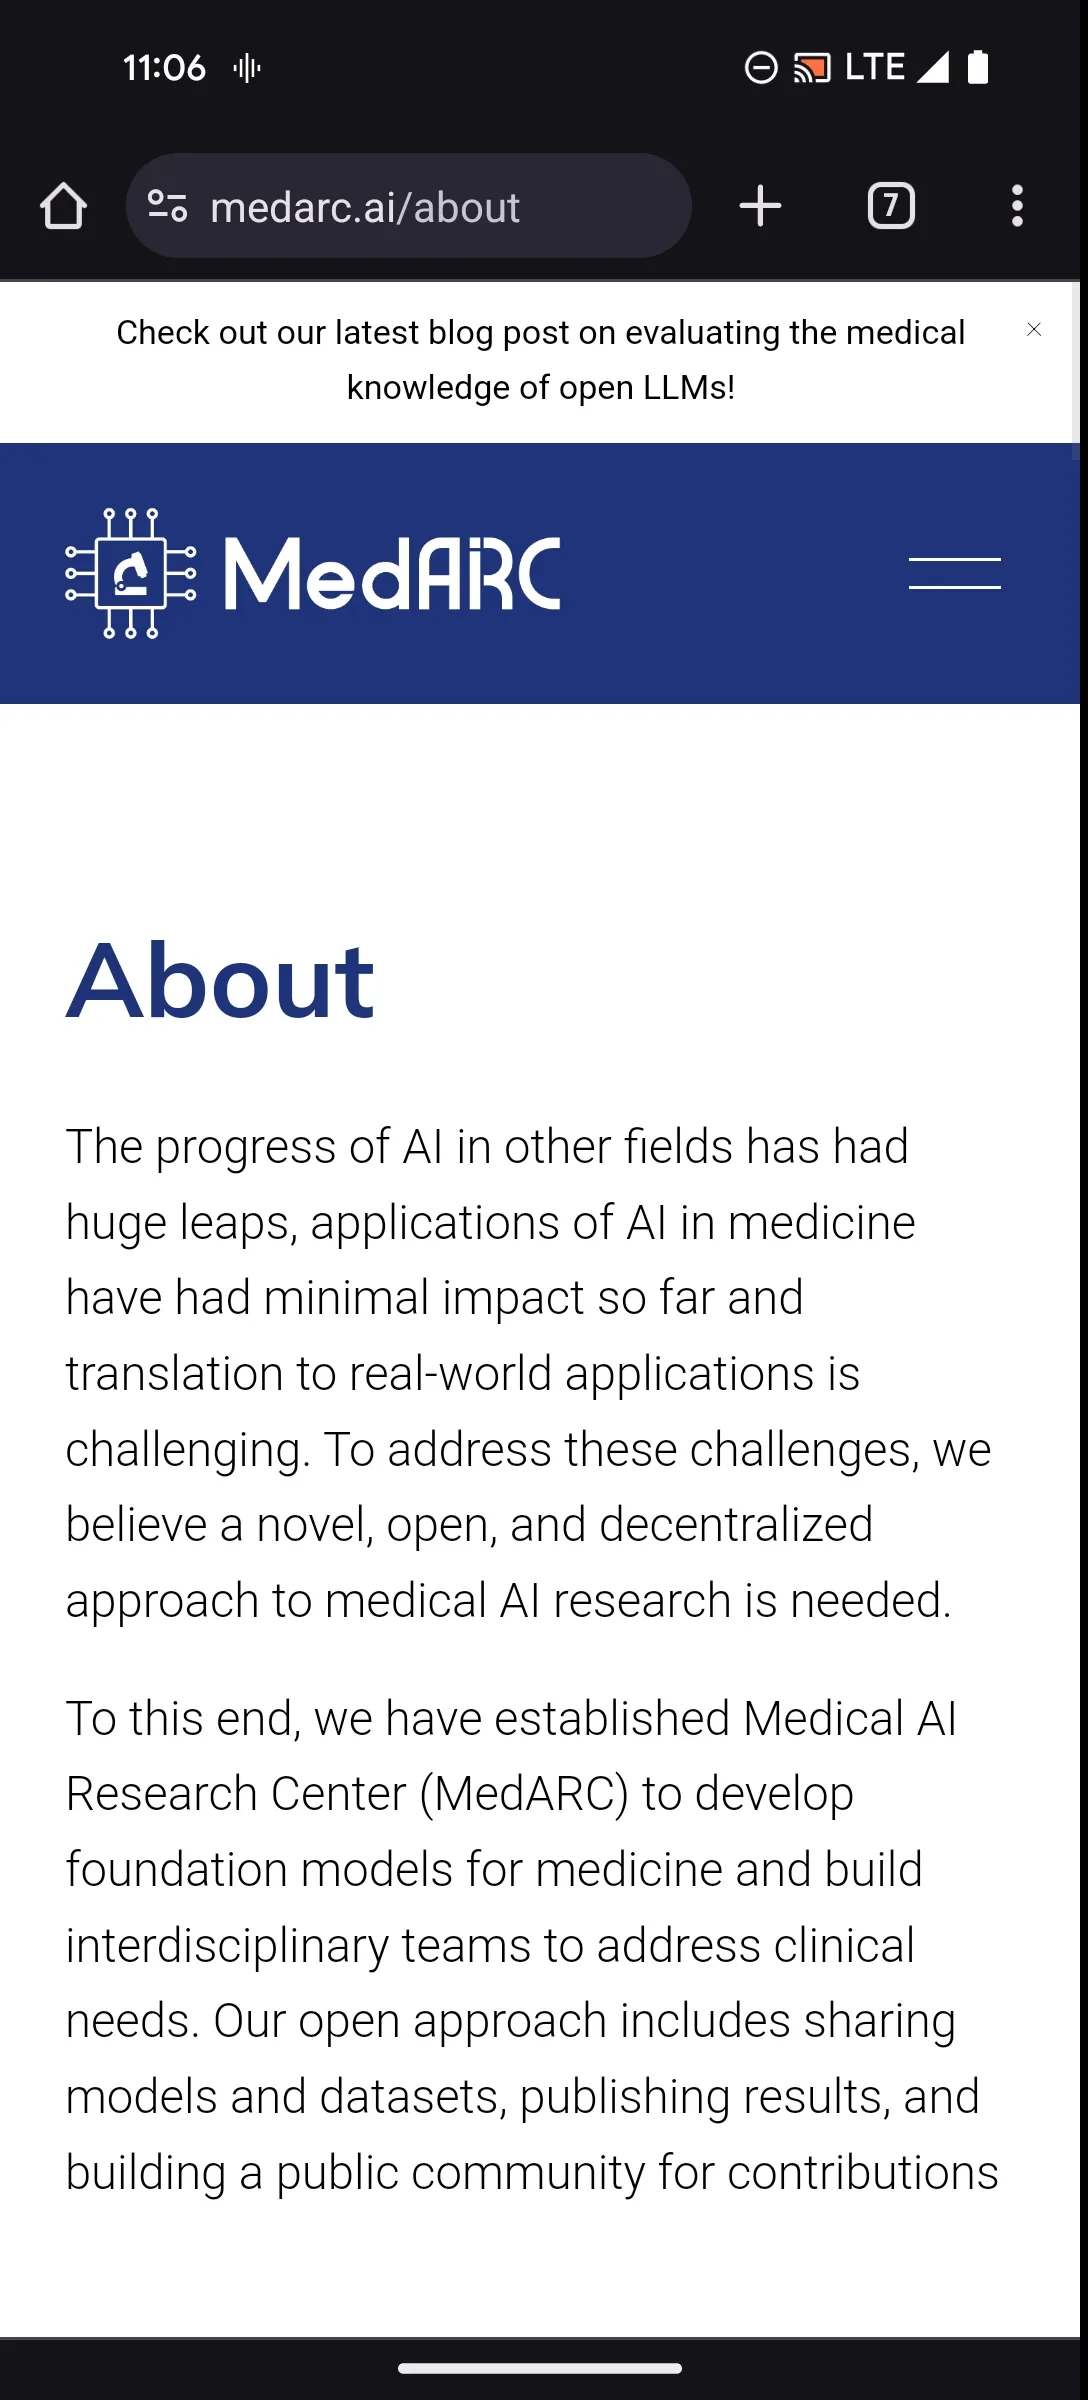 11:06
LTE
medarc.ai/about
7
Check out our latest blog post on evaluating the medical
knowledge of open LLMs!
MedARC
About
The progress of AI in other fields has had
huge leaps, applications of AI in medicine
have had minimal impact so far and
translation to real-world applications is
challenging. To address these challenges, we
believe a novel, open, and decentralized
approach to medical AI research is needed.
To this end, we have established Medical AI
Research Center (MedARC) to develop
foundation models for medicine and build
interdisciplinary teams to address clinical
needs. Our open approach includes sharing
models and datasets, publishing results, and
building a public community for contributions